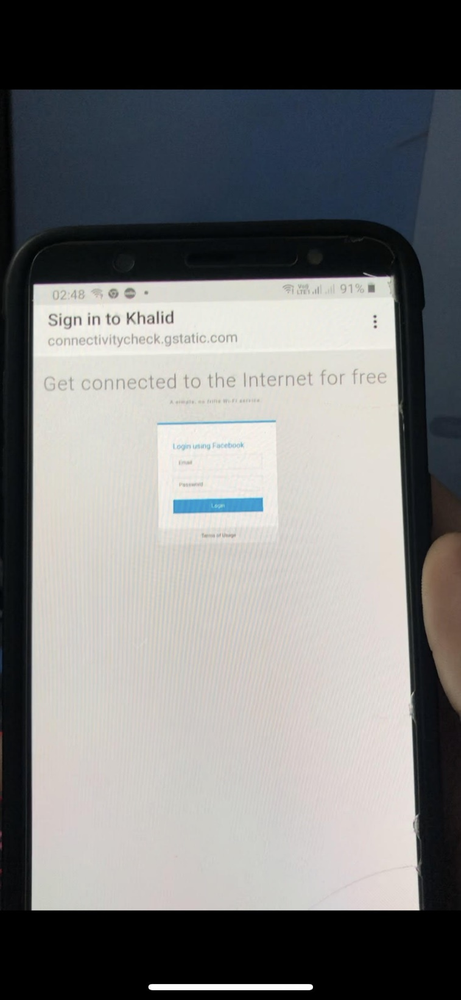 02:48
LTE1 91%
Sign in to Khalid
connectivitycheck.gstatic.com
Get connected to the Internet for free
A simple, no frills Wi-Fi service
Login using Facebook
Email
Password
Login
Terms of Usage